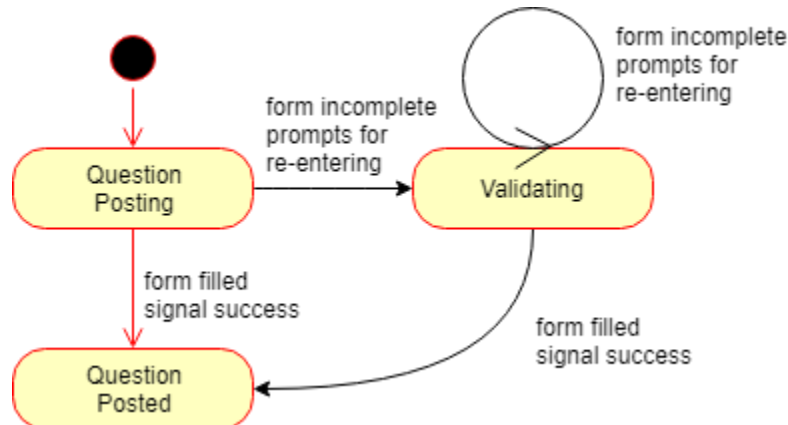 form incomplete
prompts for
re-entering
form incomplete
prompts for
re-entering
Question
Posting
Validating
form filled
signal success
form filled
signal success
Question
Posted